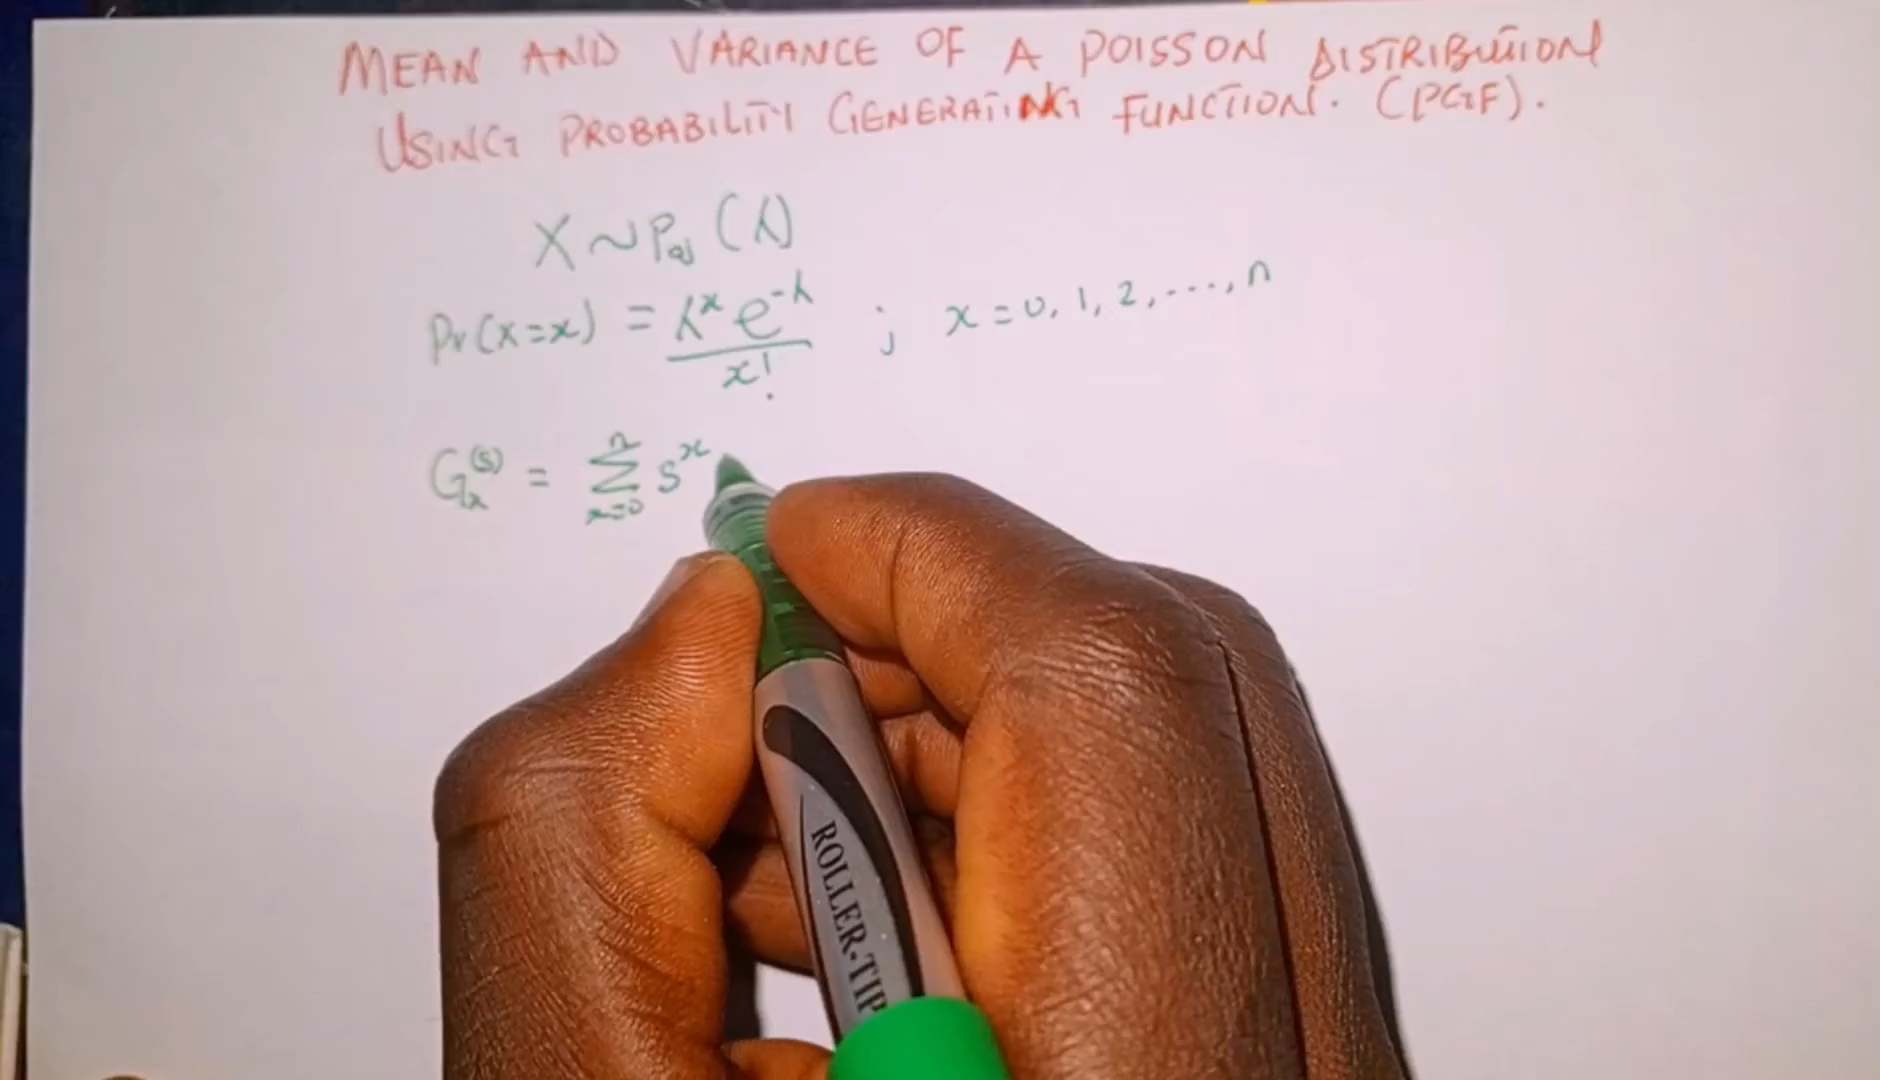 MEAN AND VARIANCE OF A POISSON DISTRIBUTION
USING PROBABILITY GENERATING FUNCTION. (PGF).
X ~ Poi (λ)
Pr(X=x) = λ^x e^-λ / x! ; x = 0, 1, 2, ..., n
G_x(s) = Σ_{x=0}^{n} s^x
ROLLER-TIP